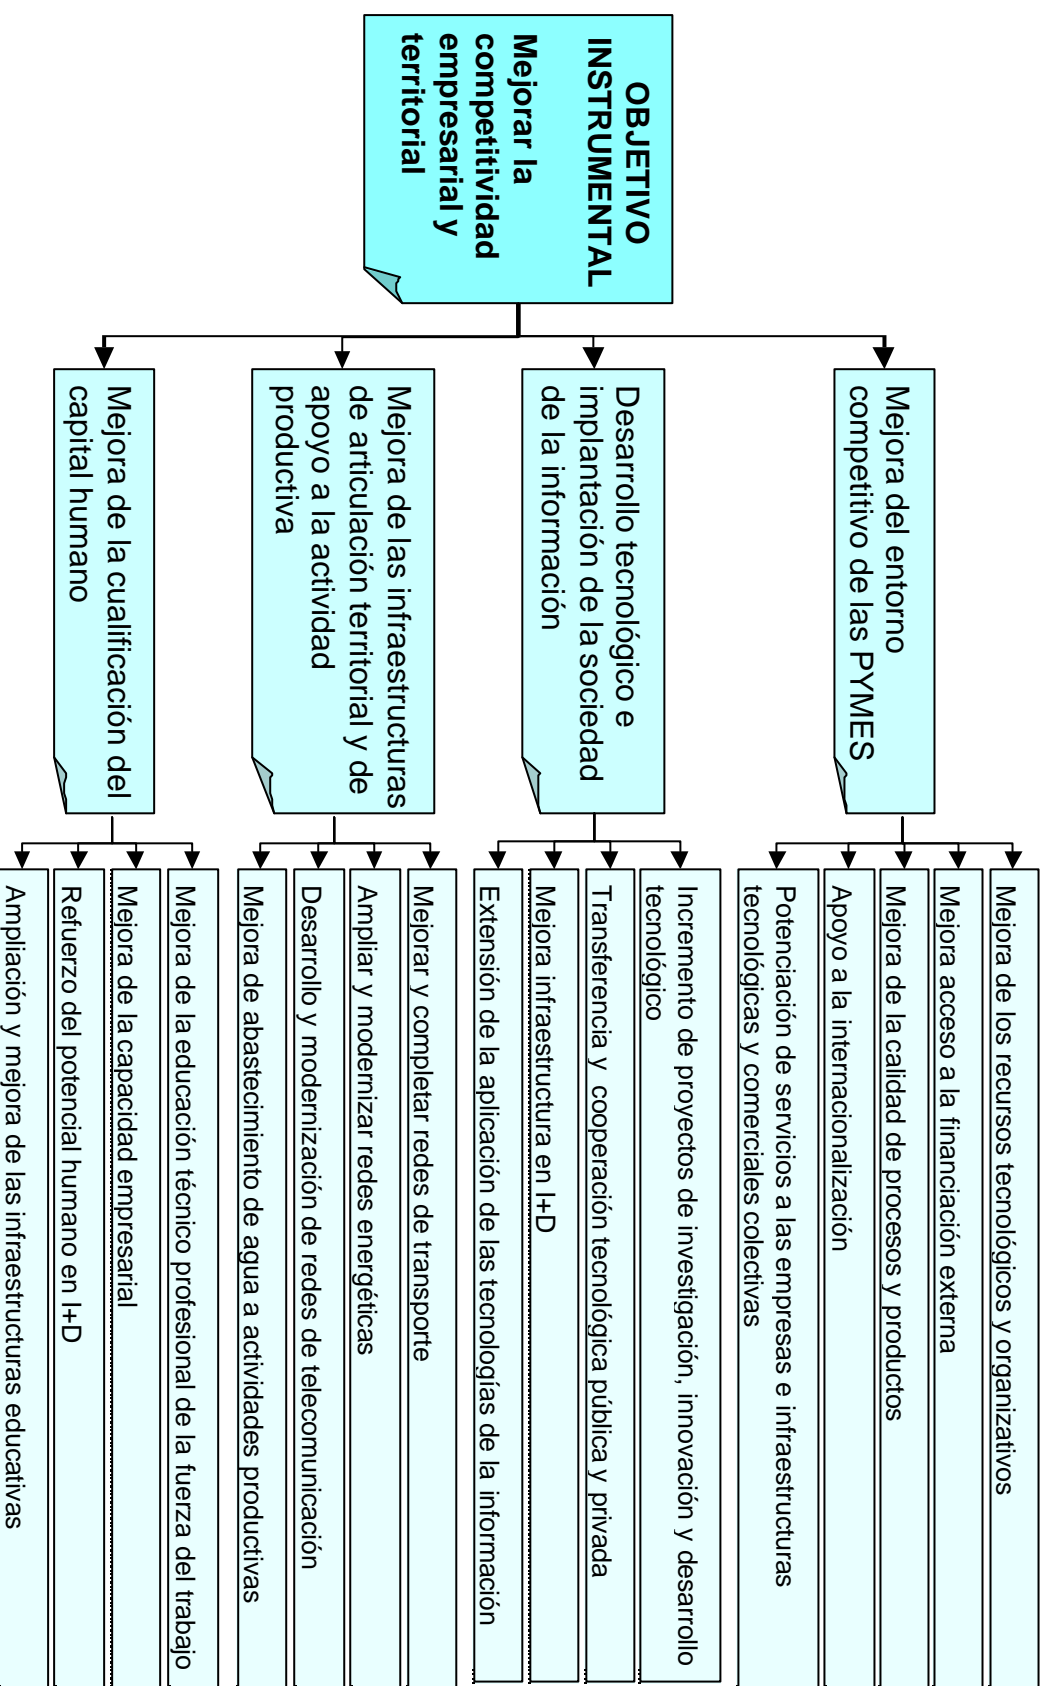 OBJETIVO
INSTRUMENTAL
Mejorar la
competitividad
empresarial y
territorial
Mejora del entorno
competitivo de las PYMES
Mejora de los recursos tecnológicos y organizativos
Mejora acceso a la financiación externa
Mejora de la calidad de procesos y productos
Apoyo a la internacionalización
Potenciación de servicios a las empresas e infraestructuras
tecnológicas y comerciales colectivas
Desarrollo tecnológico e
implantación de la sociedad
de la información
Incremento de proyectos de investigación, innovación y desarrollo
tecnológico
Transferencia y cooperación tecnológica pública y privada
Mejora infraestructura en I+D
Extensión de la aplicación de las tecnologías de la información
Mejora de las infraestructuras
de articulación territorial y de
apoyo a la actividad
productiva
Mejorar y completar redes de transporte
Ampliar y modernizar redes energéticas
Desarrollo y modernización de redes de telecomunicación
Mejora de abastecimiento de agua a actividades productivas
Mejora de la cualificación del
capital humano
Mejora de la educación técnico profesional de la fuerza del trabajo
Mejora de la capacidad empresarial
Refuerzo del potencial humano en I+D
Ampliación y mejora de las infraestructuras educativas